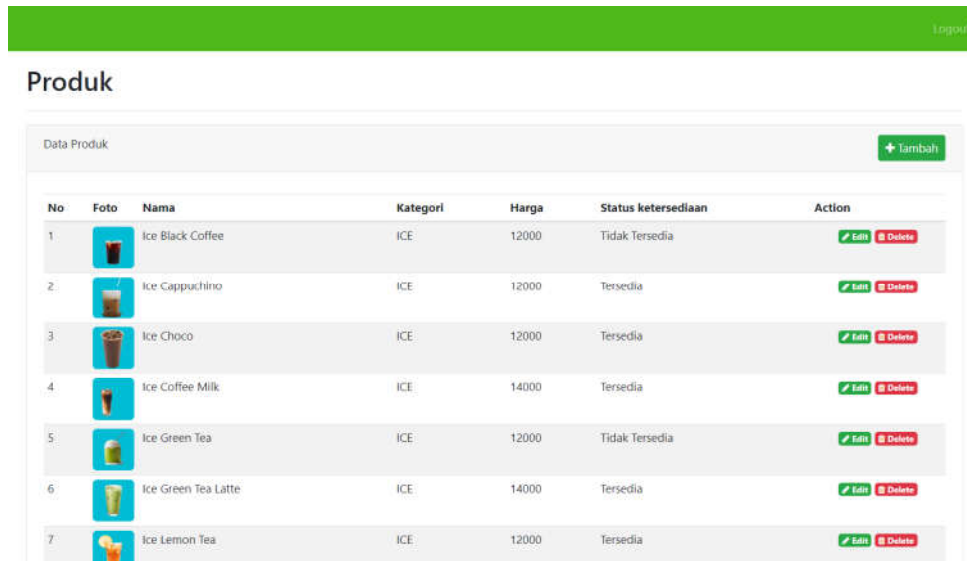 Logout
Produk
Data Produk
+ Tambah
No Foto Nama Kategori Harga Status ketersediaan Action
1 Ice Black Coffee ICE 12000 Tidak Tersedia Edit Delete
2 Ice Cappuchino ICE 12000 Tersedia Edit Delete
3 Ice Choco ICE 12000 Tersedia Edit Delete
4 Ice Coffee Milk ICE 14000 Tersedia Edit Delete
5 Ice Green Tea ICE 12000 Tidak Tersedia Edit Delete
6 Ice Green Tea Latte ICE 14000 Tersedia Edit Delete
7 Ice Lemon Tea ICE 12000 Tersedia Edit Delete